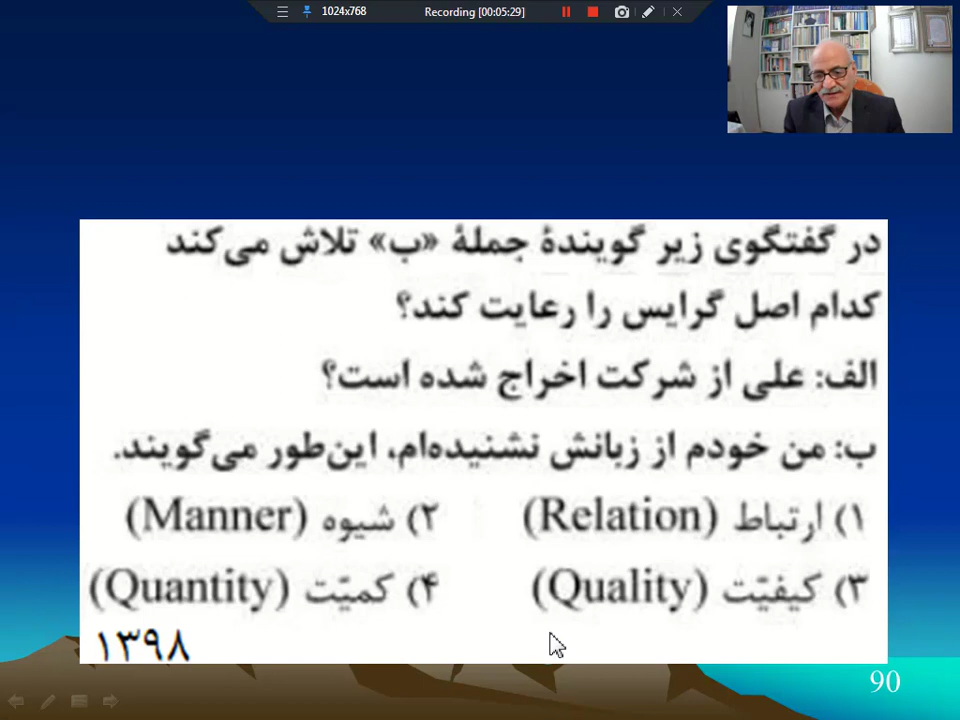 1024x768
Recording [00:05:29]
در گفتگوی زیر گویندهٔ جملهٔ «ب» تلاش می‌کند
کدام اصل گرایس را رعایت کند؟
الف: علی از شرکت اخراج شده است؟
ب: من خودم از زبانش نشنیده‌ام، این‌طور می‌گویند.
۱) ارتباط (Relation) ۲) شیوه (Manner)
۳) کیفیّت (Quality) ۴) کمیّت (Quantity)
۱۳۹۸
90